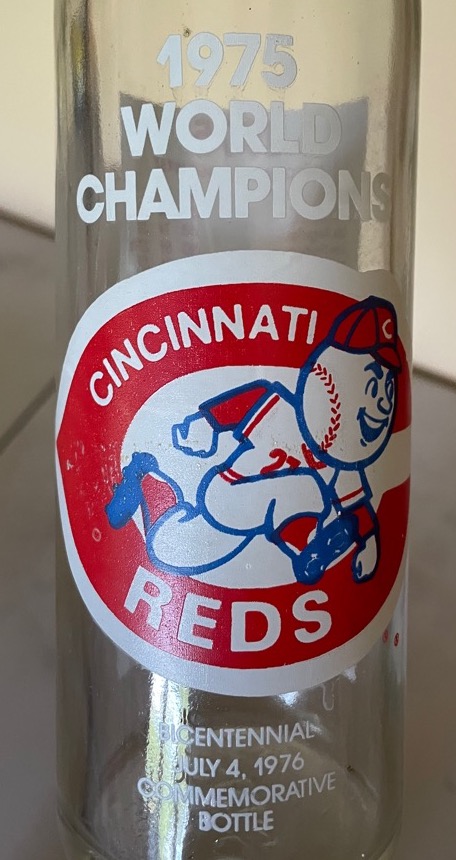 1975
WORLD
CHAMPIONS
CINCINNATI
C
REDS
BICENTENNIAL
JULY 4, 1976
COMMEMORATIVE
BOTTLE